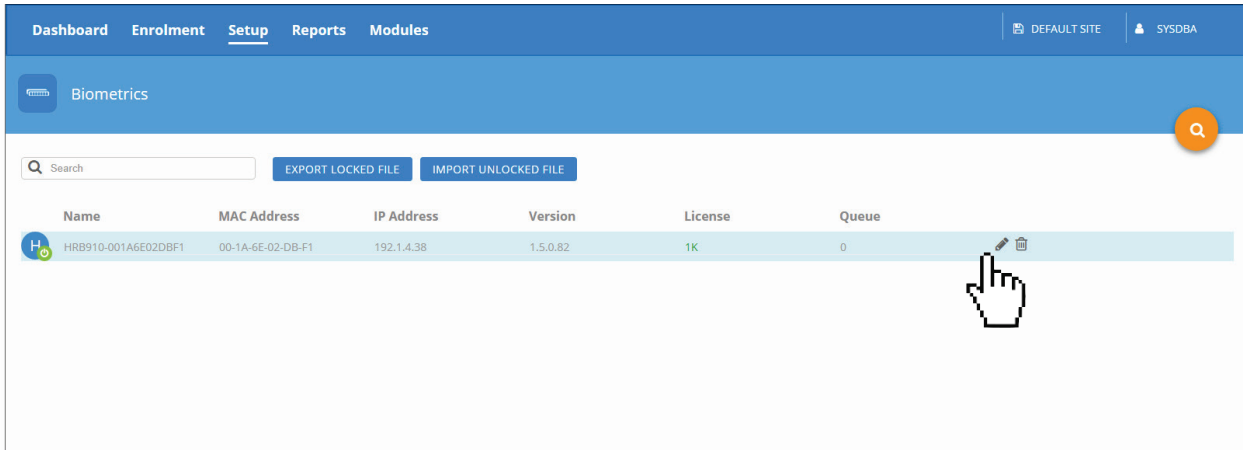 Dashboard Enrolment Setup Reports Modules DEFAULT SITE SYSDBA
Biometrics
Search EXPORT LOCKED FILE IMPORT UNLOCKED FILE
Name MAC Address IP Address Version License Queue
H HRB910-001A6E02DBF1 00-1A-6E-02-DB-F1 192.1.4.38 1.5.0.82 1K 0